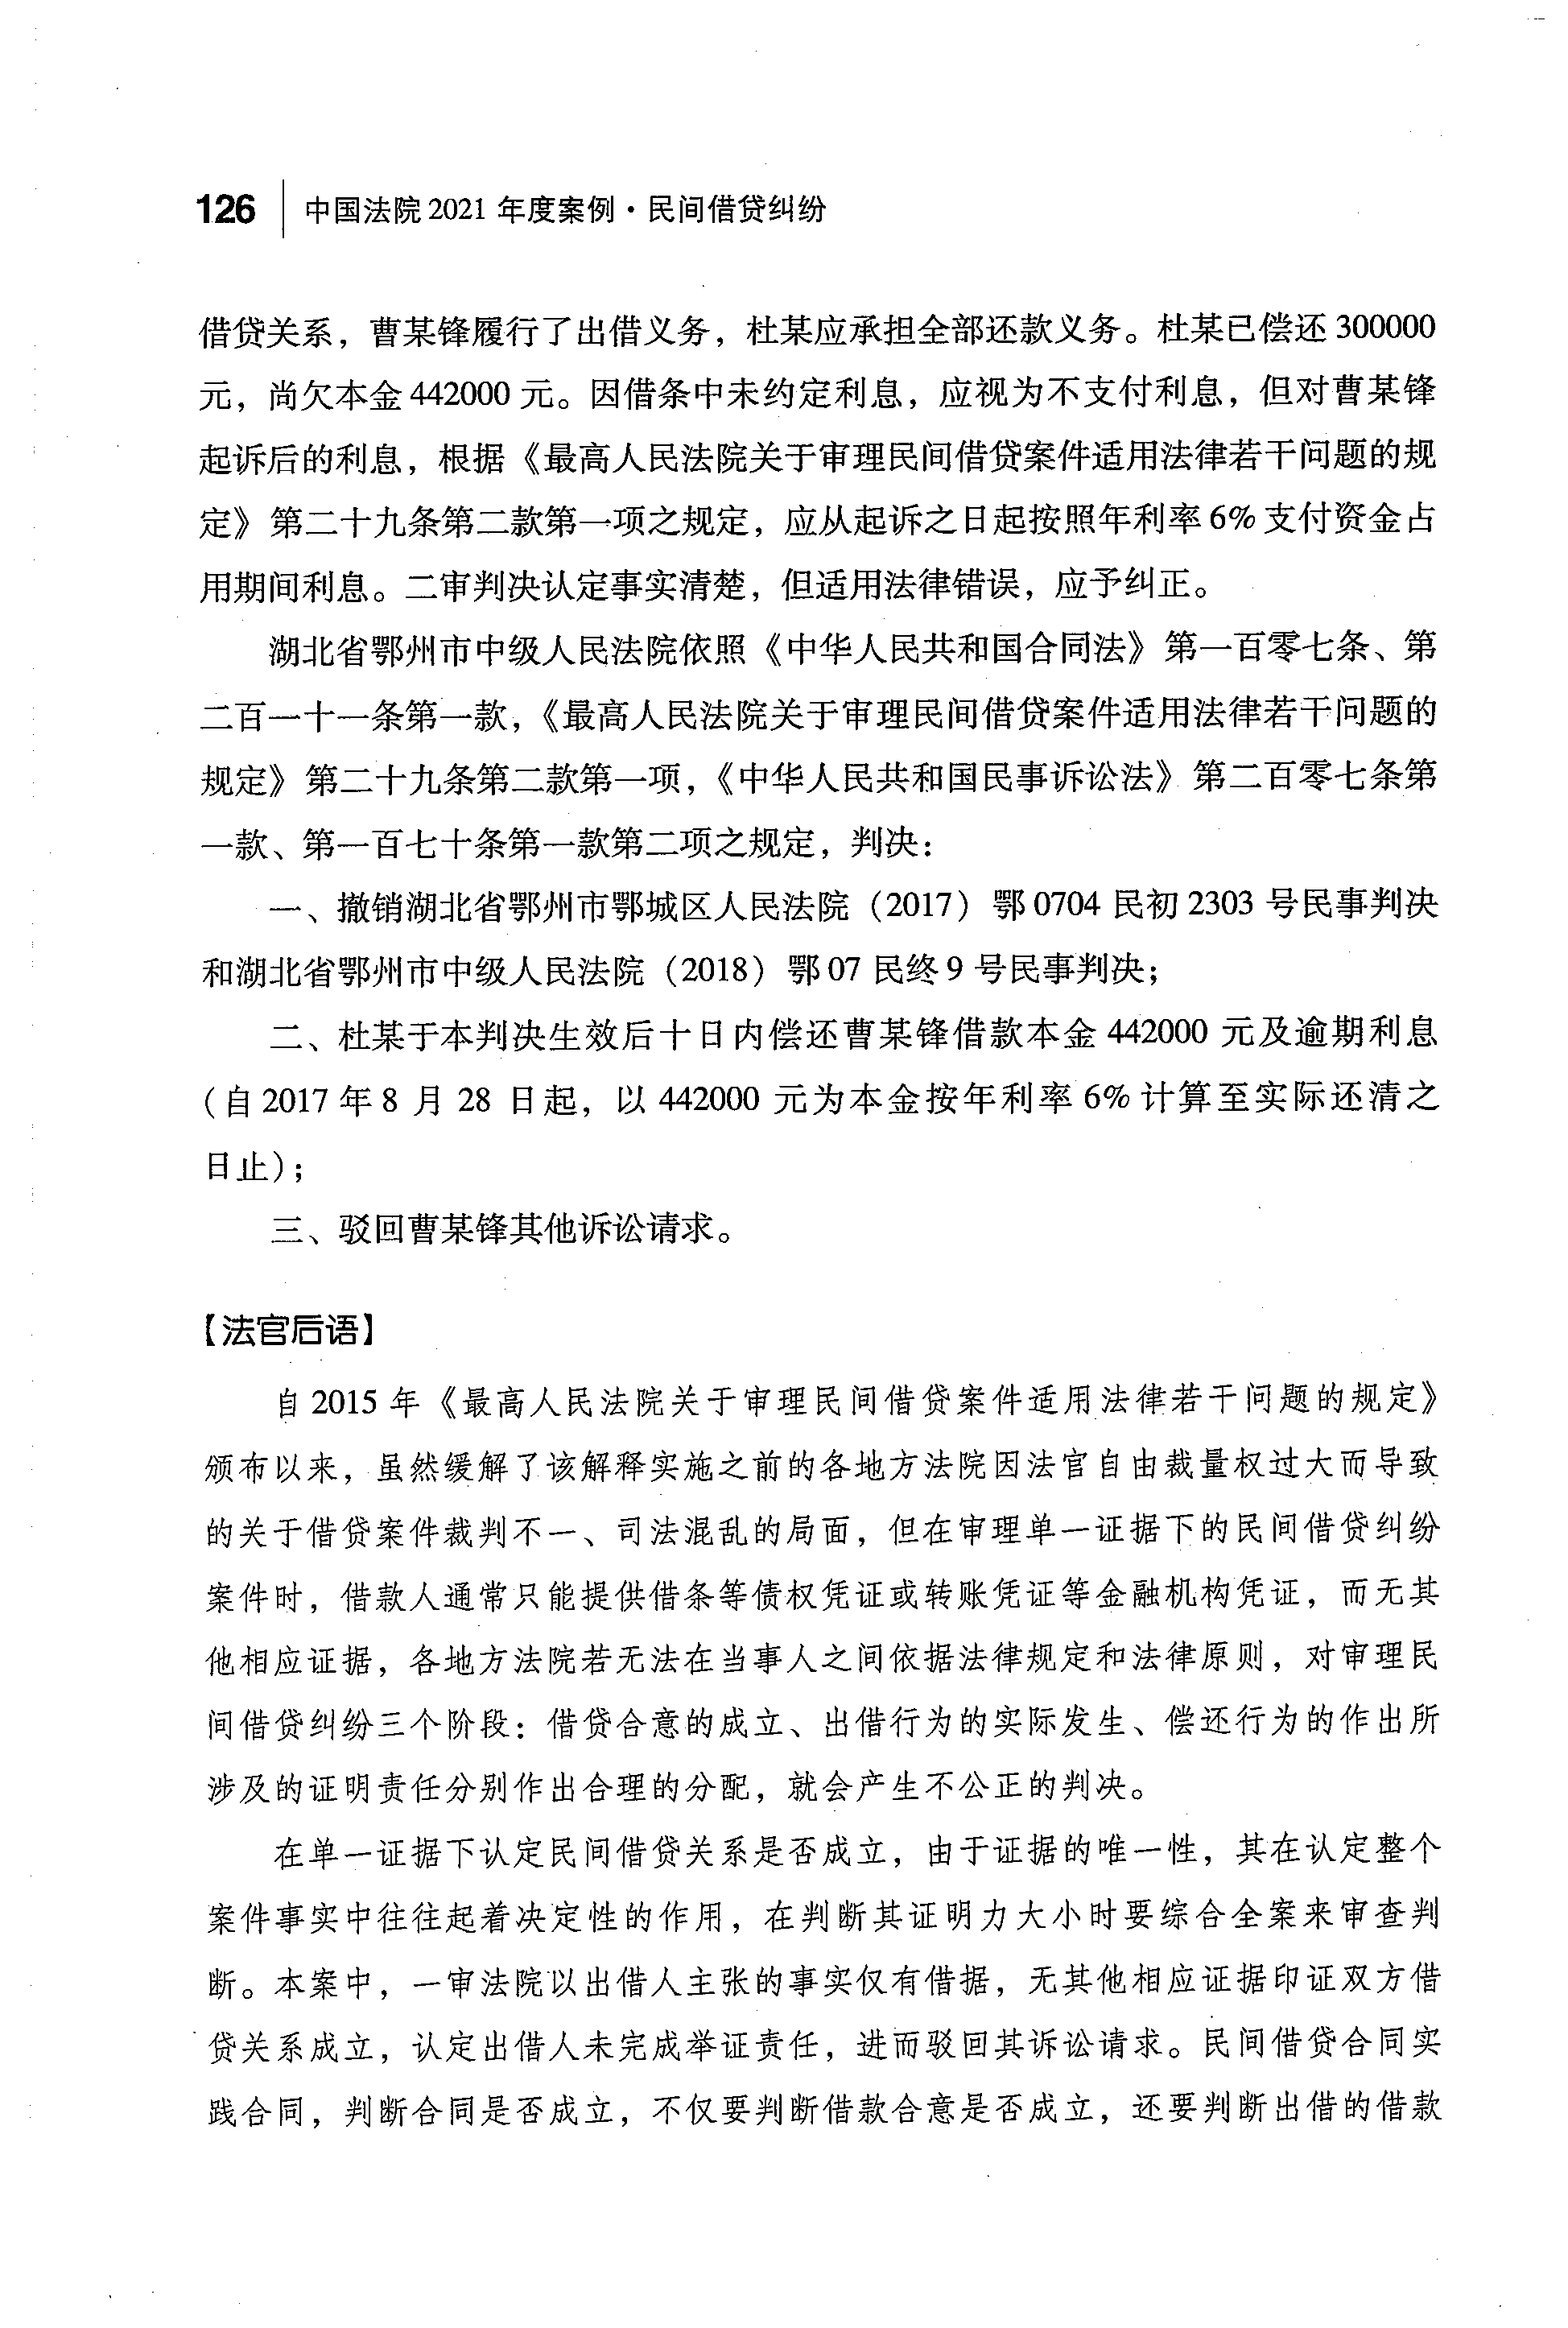 126 中国法院2021年度案例·民间借贷纠纷
借贷关系，曹某锋履行了出借义务，杜某应承担全部还款义务。杜某已偿还300000
元，尚欠本金442000元。因借条中未约定利息，应视为不支付利息，但对曹某锋
起诉后的利息，根据《最高人民法院关于审理民间借贷案件适用法律若干问题的规
定》第二十九条第二款第一项之规定，应从起诉之日起按照年利率6%支付资金占
用期间利息。二审判决认定事实清楚，但适用法律错误，应予纠正。
湖北省鄂州市中级人民法院依照《中华人民共和国合同法》第一百零七条、第
二百一十一条第一款，《最高人民法院关于审理民间借贷案件适用法律若干问题的
规定》第二十九条第二款第一项，《中华人民共和国民事诉讼法》第二百零七条第
一款、第一百七十条第一款第二项之规定，判决：
一、撤销湖北省鄂州市鄂城区人民法院（2017）鄂0704民初2303号民事判决
和湖北省鄂州市中级人民法院（2018）鄂07民终9号民事判决；
二、杜某于本判决生效后十日内偿还曹某锋借款本金442000元及逾期利息
（自2017年8月28日起，以442000元为本金按年利率6%计算至实际还清之
日止）；
三、驳回曹某锋其他诉讼请求。
【法官后语】
自2015年《最高人民法院关于审理民间借贷案件适用法律若干问题的规定》
颁布以来，虽然缓解了该解释实施之前的各地方法院因法官自由裁量权过大而导致
的关于借贷案件裁判不一、司法混乱的局面，但在审理单一证据下的民间借贷纠纷
案件时，借款人通常只能提供借条等债权凭证或转账凭证等金融机构凭证，而无其
他相应证据，各地方法院若无法在当事人之间依据法律规定和法律原则，对审理民
间借贷纠纷三个阶段：借贷合意的成立、出借行为的实际发生、偿还行为的作出所
涉及的证明责任分别作出合理的分配，就会产生不公正的判决。
在单一证据下认定民间借贷关系是否成立，由于证据的唯一性，其在认定整个
案件事实中往往起着决定性的作用，在判断其证明力大小时要综合全案来审查判
断。本案中，一审法院以出借人主张的事实仅有借据，无其他相应证据印证双方借
贷关系成立，认定出借人未完成举证责任，进而驳回其诉讼请求。民间借贷合同实
践合同，判断合同是否成立，不仅要判断借款合意是否成立，还要判断出借的借款